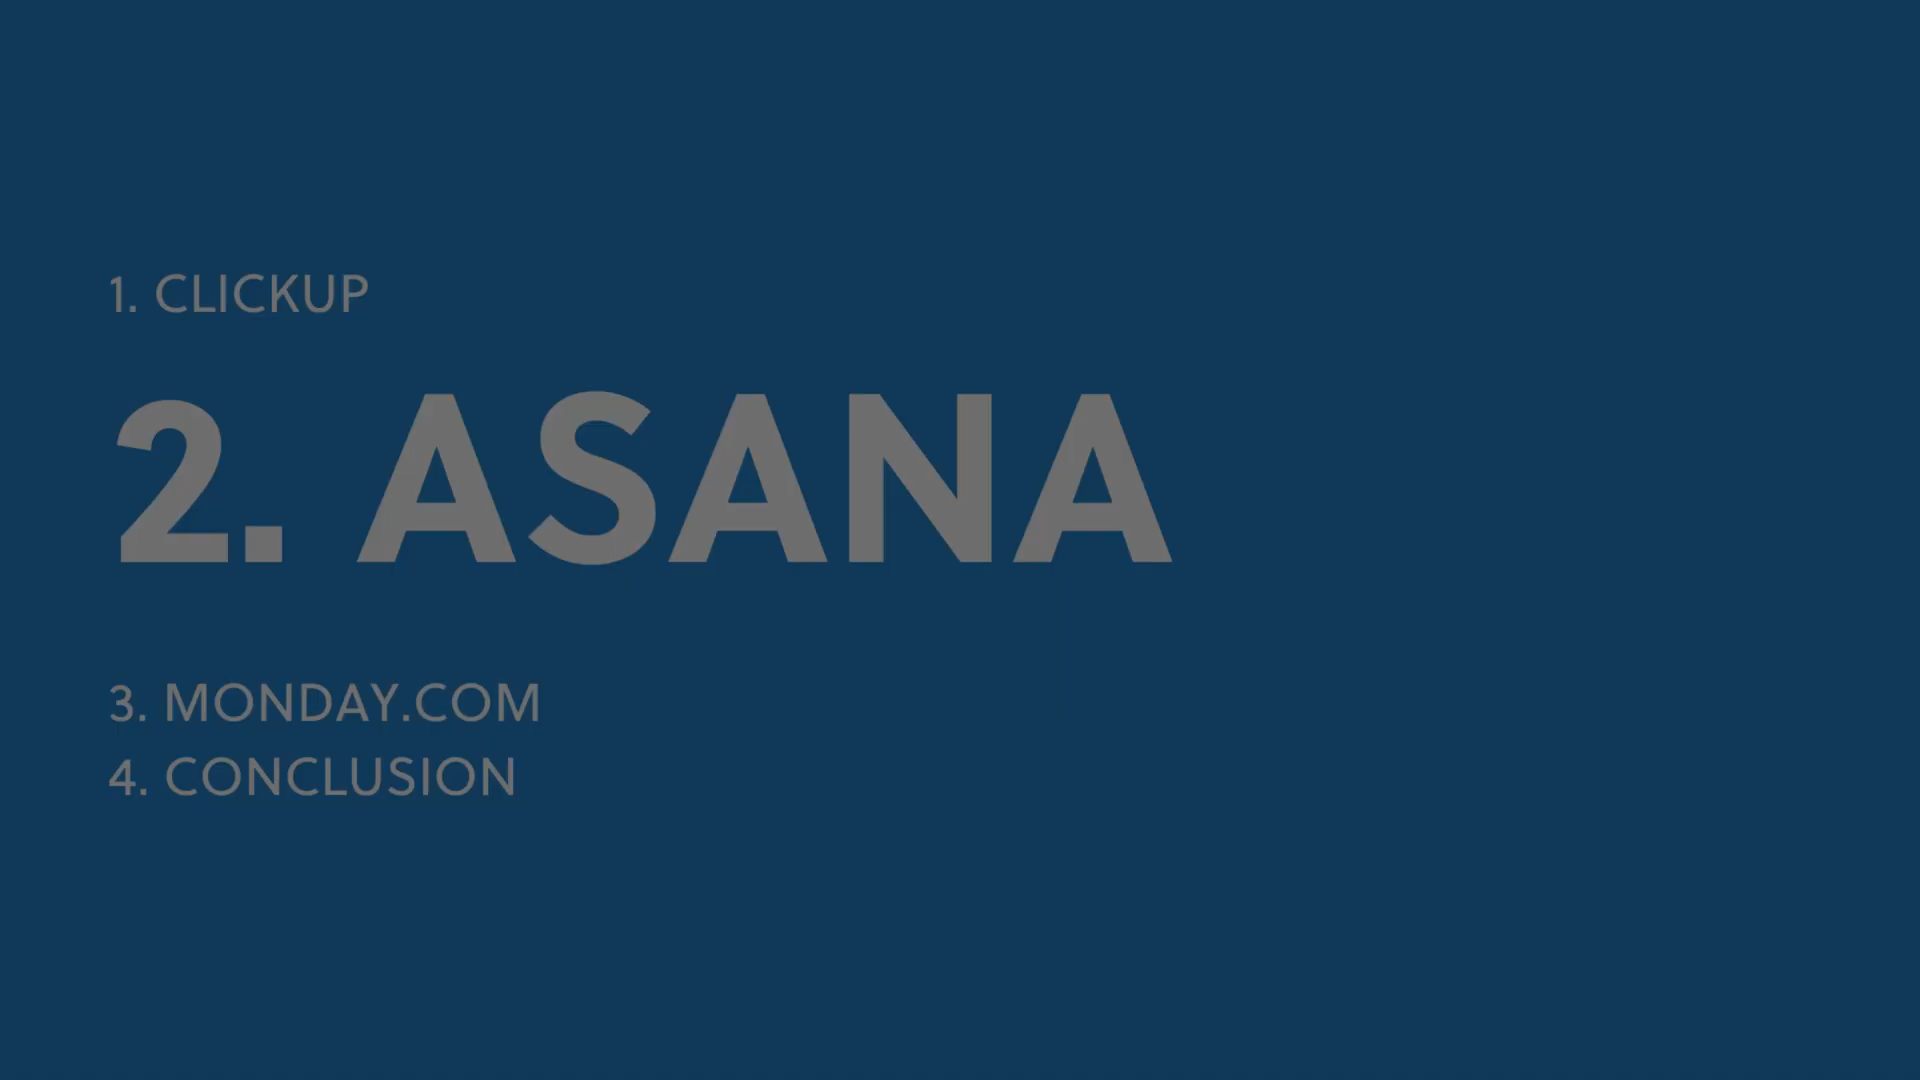 1. CLICKUP
2. ASANA
3. MONDAY.COM
4. CONCLUSION